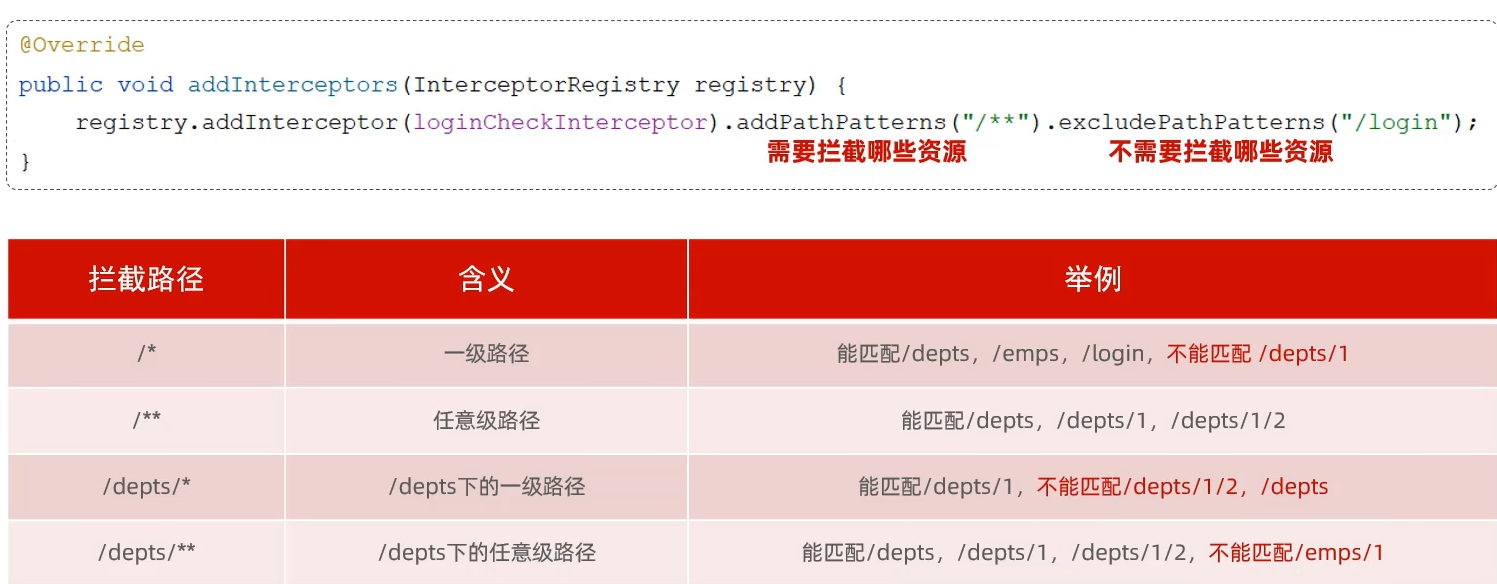 @Override
public void addInterceptors(InterceptorRegistry registry) {
registry.addInterceptor(loginCheckInterceptor).addPathPatterns("/**").excludePathPatterns("/login");
需要拦截哪些资源 不需要拦截哪些资源
}
拦截路径 含义 举例
/* 一级路径 能匹配/depts，/emps，/login，不能匹配 /depts/1
/** 任意级路径 能匹配/depts，/depts/1，/depts/1/2
/depts/* /depts下的一级路径 能匹配/depts/1，不能匹配/depts/1/2，/depts
/depts/** /depts下的任意级路径 能匹配/depts，/depts/1，/depts/1/2，不能匹配/emps/1